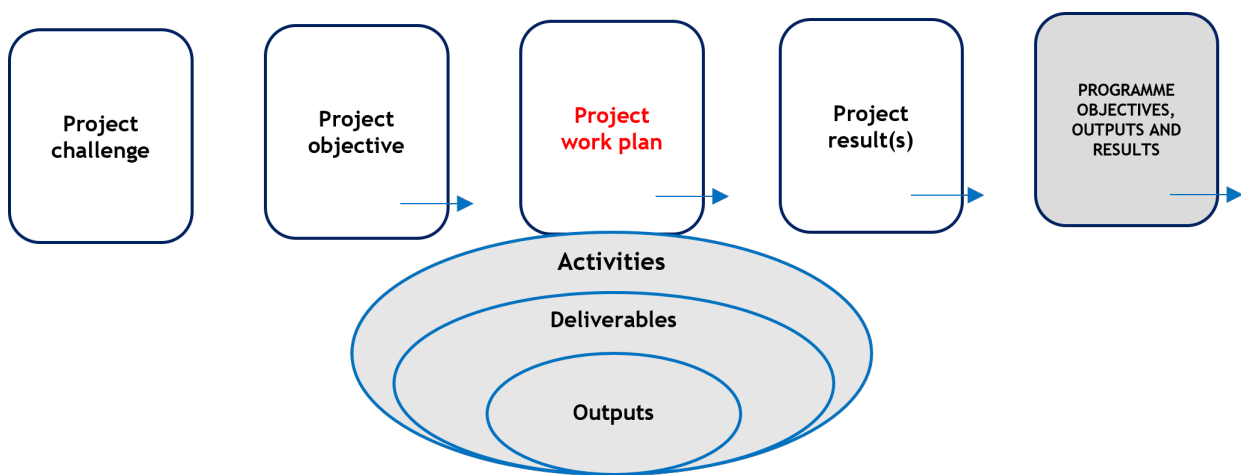 Project
challenge
Project
objective
Project
work plan
Project
result(s)
PROGRAMME
OBJECTIVES,
OUTPUTS AND
RESULTS
Activities
Deliverables
Outputs